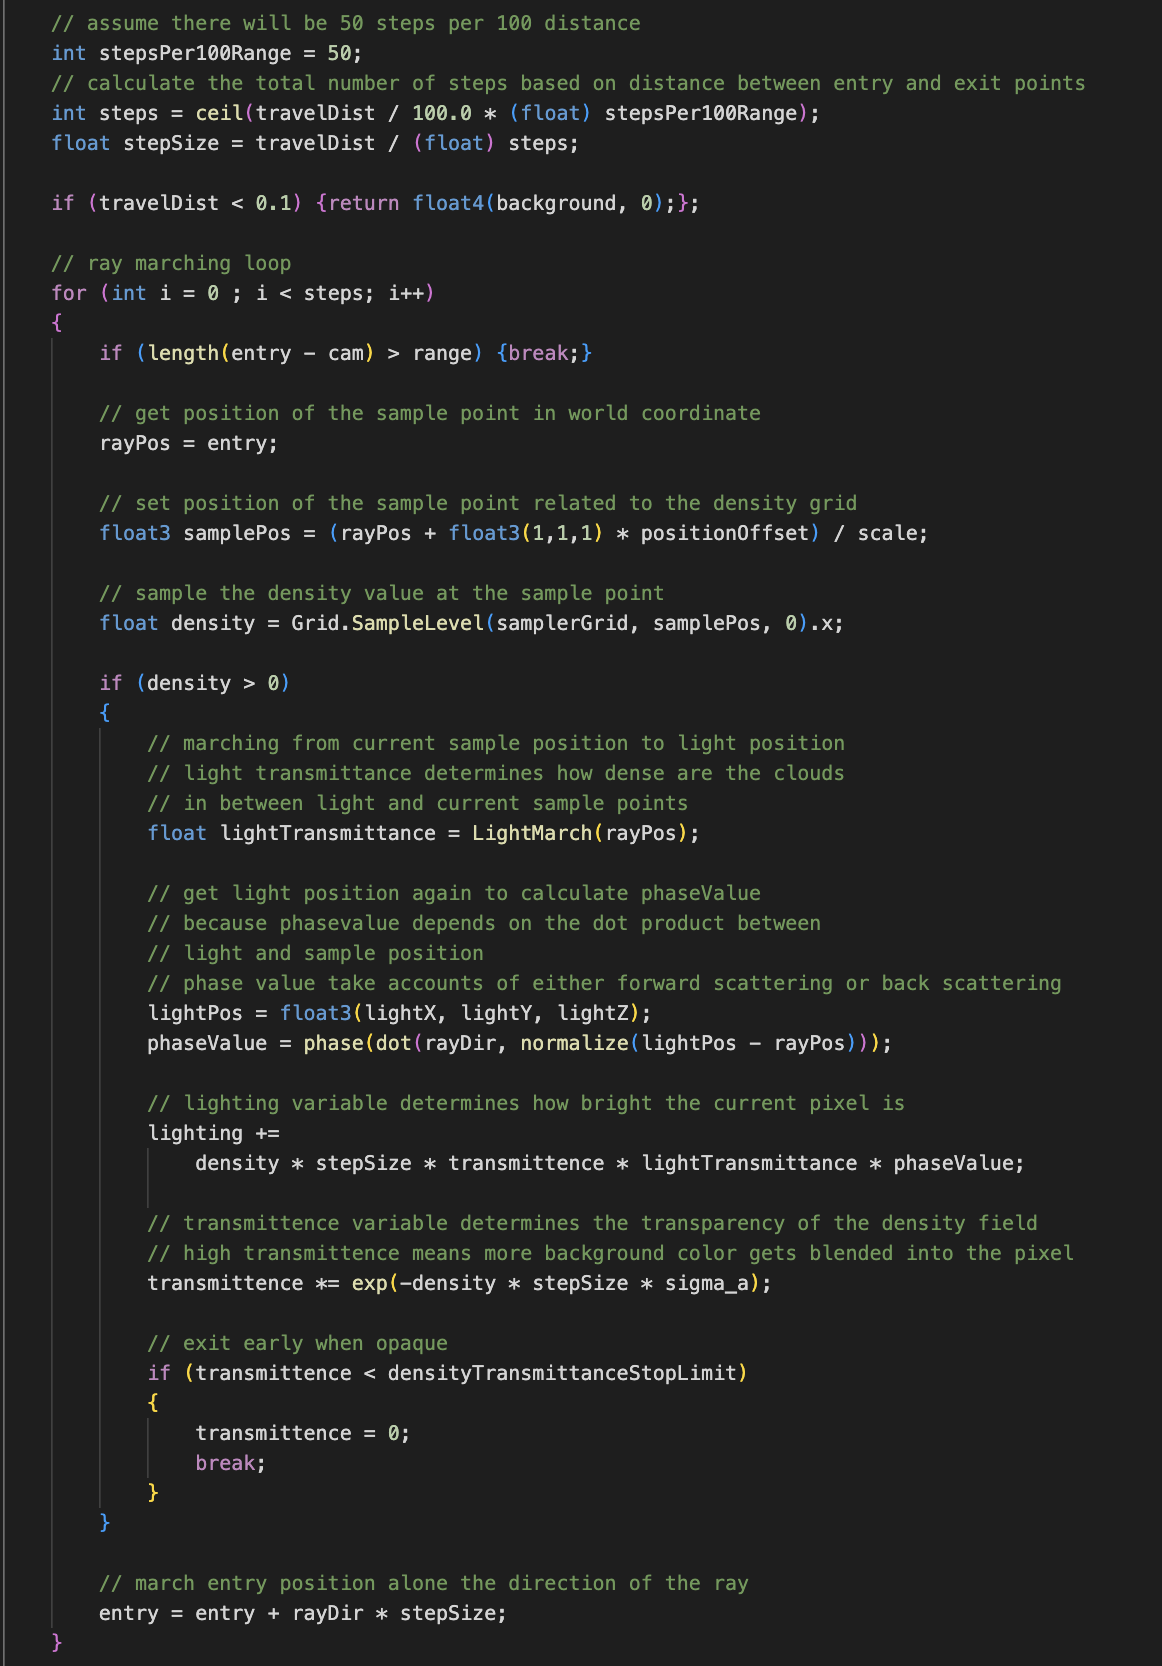 // assume there will be 50 steps per 100 distance
int stepsPer100Range = 50;
// calculate the total number of steps based on distance between entry and exit points
int steps = ceil(travelDist / 100.0 * (float) stepsPer100Range);
float stepSize = travelDist / (float) steps;
if (travelDist < 0.1) {return float4(background, 0);};
// ray marching loop
for (int i = 0 ; i < steps; i++)
{
if (length(entry - cam) > range) {break;}
// get position of the sample point in world coordinate
rayPos = entry;
// set position of the sample point related to the density grid
float3 samplePos = (rayPos + float3(1,1,1) * positionOffset) / scale;
// sample the density value at the sample point
float density = Grid.SampleLevel(samplerGrid, samplePos, 0).x;
if (density > 0)
{
// marching from current sample position to light position
// light transmittance determines how dense are the clouds
// in between light and current sample points
float lightTransmittance = LightMarch(rayPos);
// get light position again to calculate phaseValue
// because phasevalue depends on the dot product between
// light and sample position
// phase value take accounts of either forward scattering or back scattering
lightPos = float3(lightX, lightY, lightZ);
phaseValue = phase(dot(rayDir, normalize(lightPos - rayPos)));
// lighting variable determines how bright the current pixel is
lighting +=
density * stepSize * transmittence * lightTransmittance * phaseValue;
// transmittence variable determines the transparency of the density field
// high transmittence means more background color gets blended into the pixel
transmittence *= exp(-density * stepSize * sigma_a);
// exit early when opaque
if (transmittence < densityTransmittanceStopLimit)
{
transmittence = 0;
break;
}
}
// march entry position alone the direction of the ray
entry = entry + rayDir * stepSize;
}